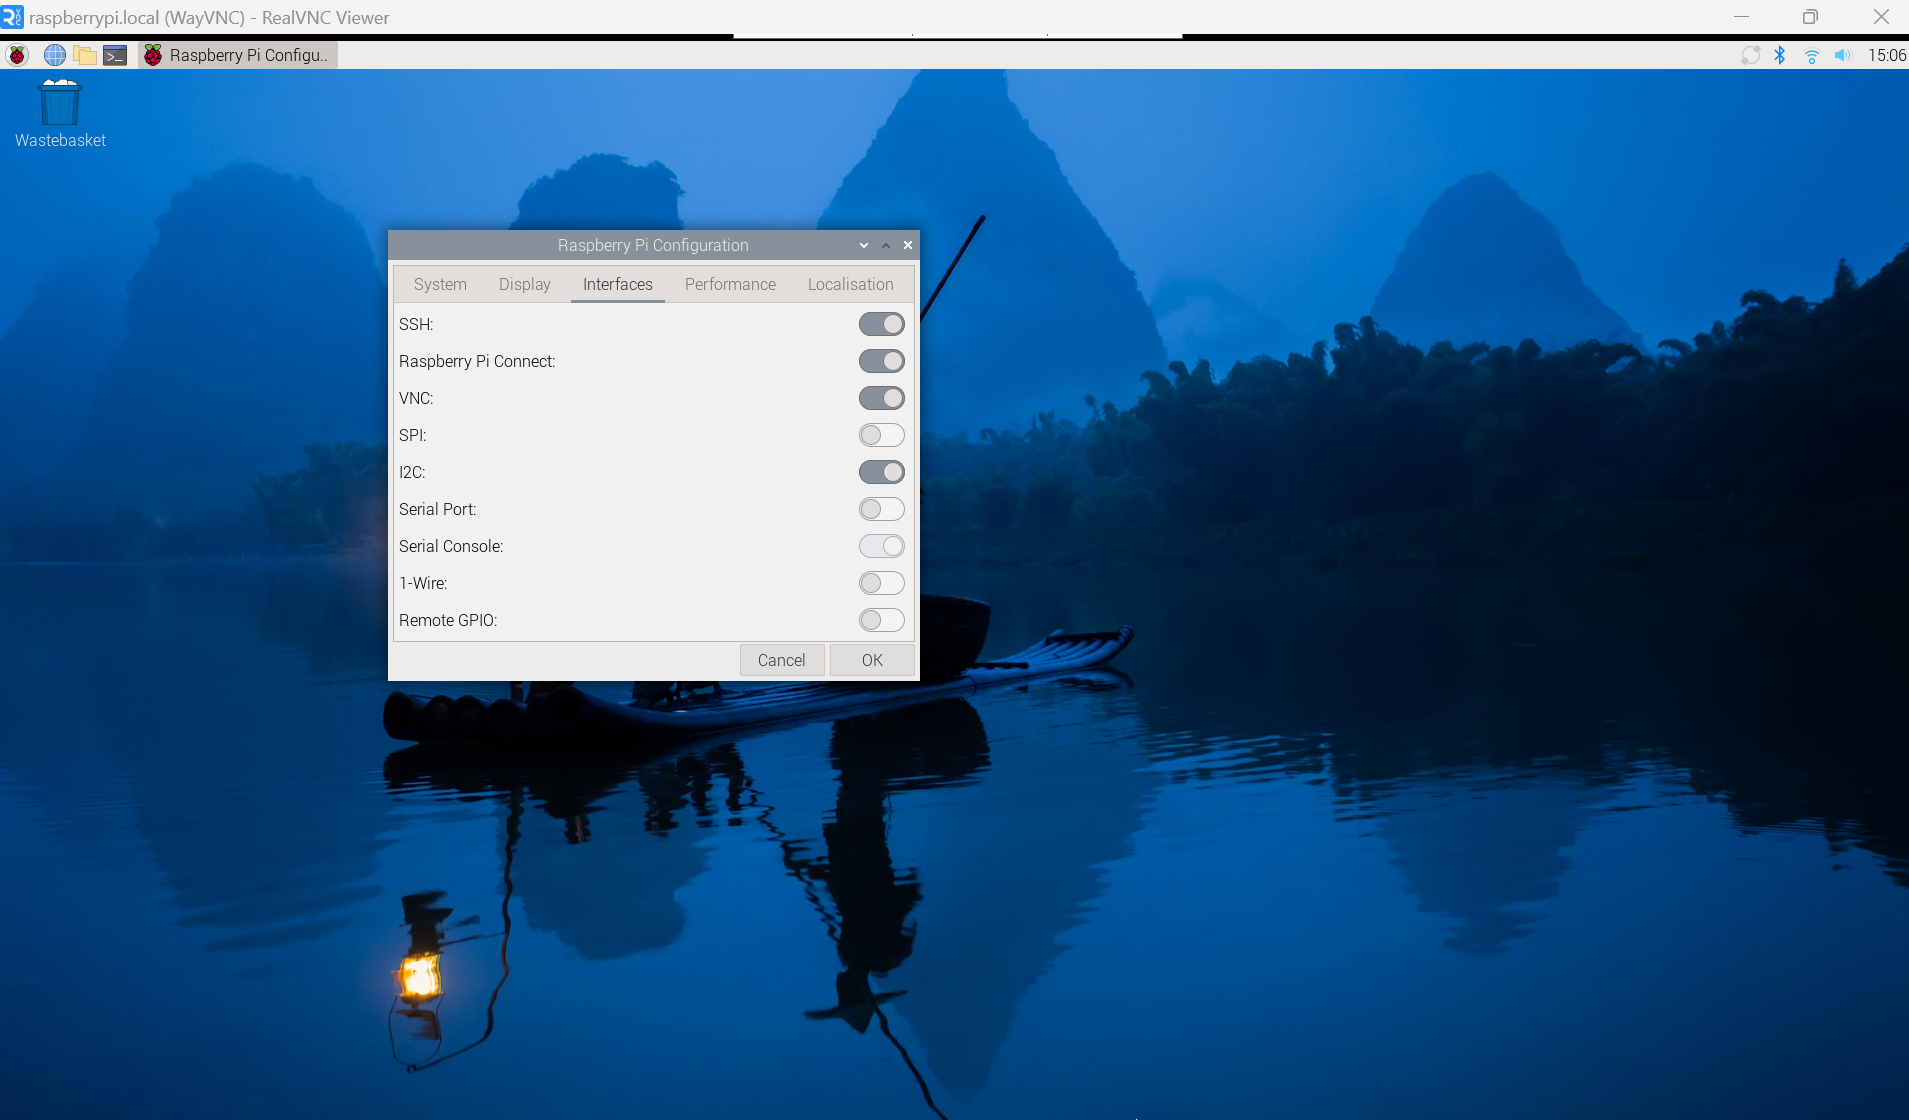 raspberrypi.local (WayVNC) - RealVNC Viewer
Raspberry Pi Configu..
15:06
Wastebasket
Raspberry Pi Configuration
System Display Interfaces Performance Localisation
SSH:
Raspberry Pi Connect:
VNC:
SPI:
I2C:
Serial Port:
Serial Console:
1-Wire:
Remote GPIO:
Cancel OK